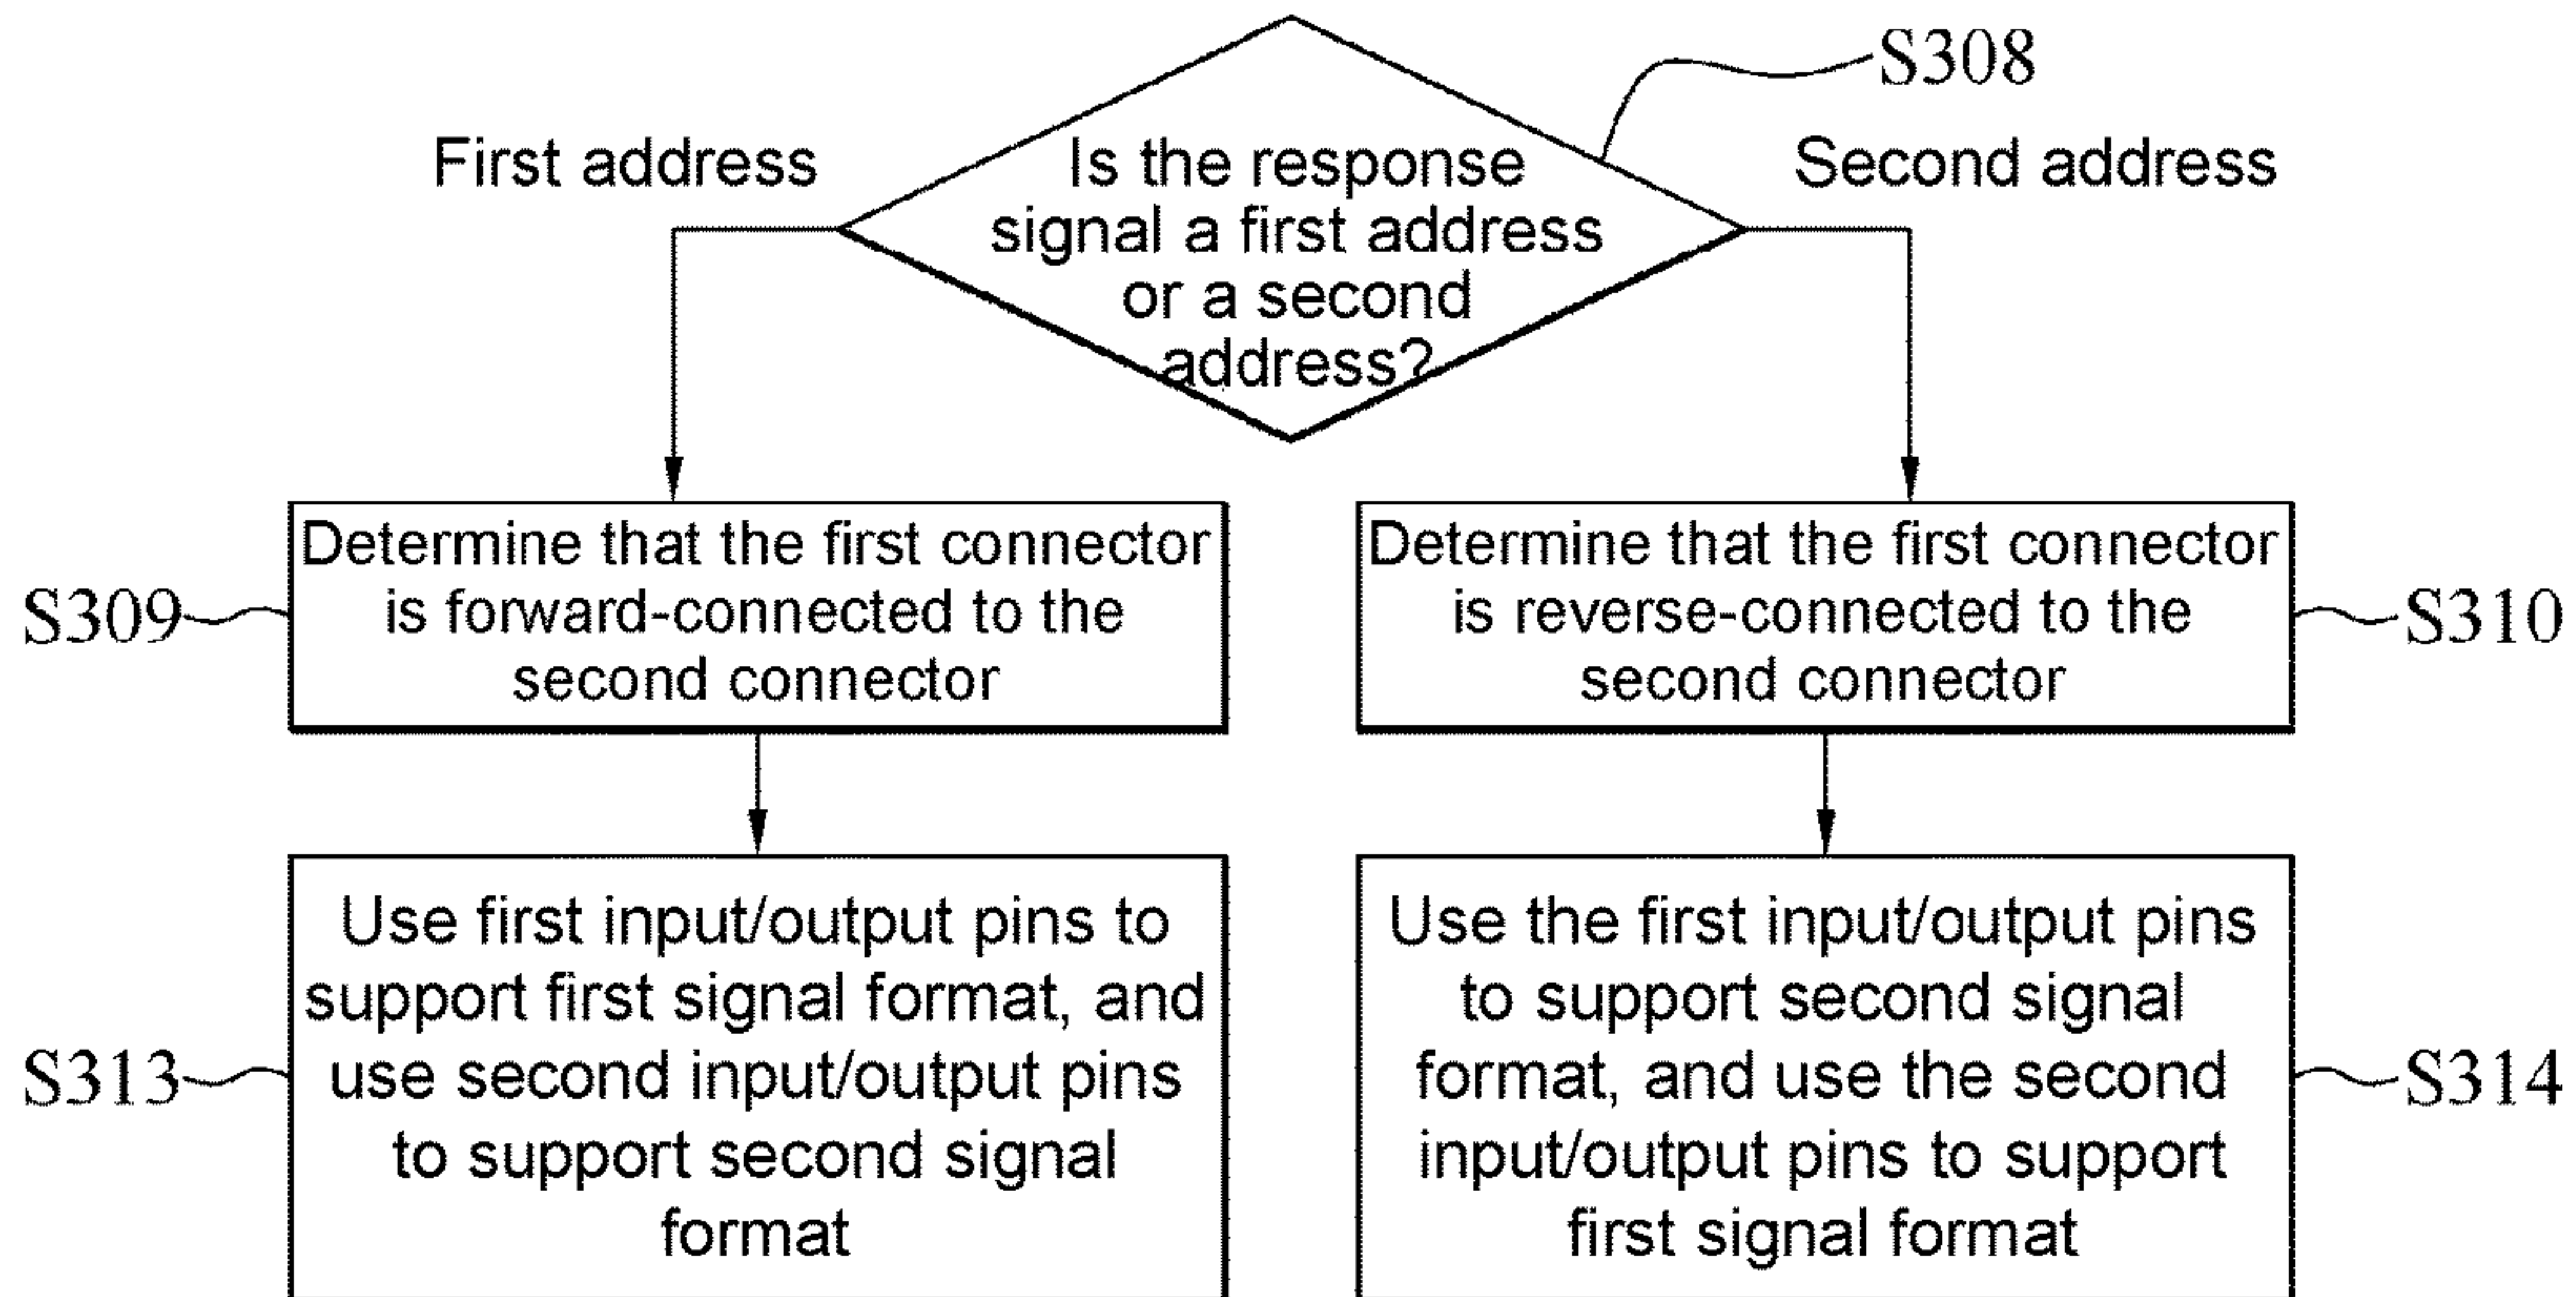 S308
First address
Is the response
signal a first address
or a second
address?
Second address
Determine that the first connector
is forward-connected to the
second connector
S309
Determine that the first connector
is reverse-connected to the
second connector
S310
Use first input/output pins to
support first signal format, and
use second input/output pins
to support second signal
format
S313
Use the first input/output pins
to support second signal
format, and use the second
input/output pins to support
first signal format
S314